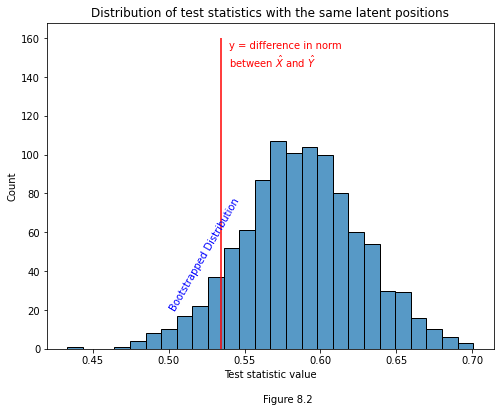 Distribution of test statistics with the same latent positions
160
140
120
100
80
60
40
20
0
Count
y = difference in norm
between X̂ and Ŷ
Bootstrapped Distribution
0.45 0.50 0.55 0.60 0.65 0.70
Test statistic value
Figure 8.2